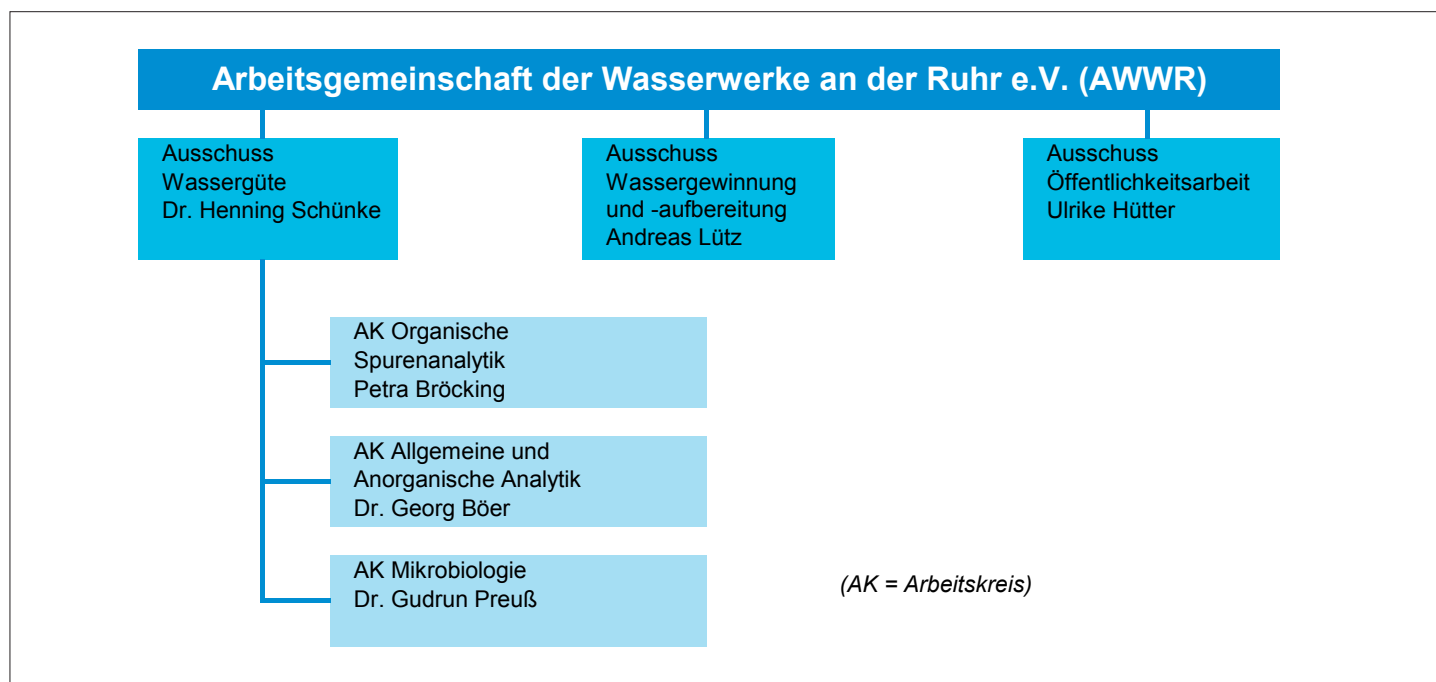 Arbeitsgemeinschaft der Wasserwerke an der Ruhr e.V. (AWWR)
Ausschuss
Wassergüte
Dr. Henning Schünke
Ausschuss
Wassergewinnung
und -aufbereitung
Andreas Lütz
Ausschuss
Öffentlichkeitsarbeit
Ulrike Hütter
AK Organische
Spurenanalytik
Petra Bröcking
AK Allgemeine und
Anorganische Analytik
Dr. Georg Böer
AK Mikrobiologie
Dr. Gudrun Preuß
(AK = Arbeitskreis)